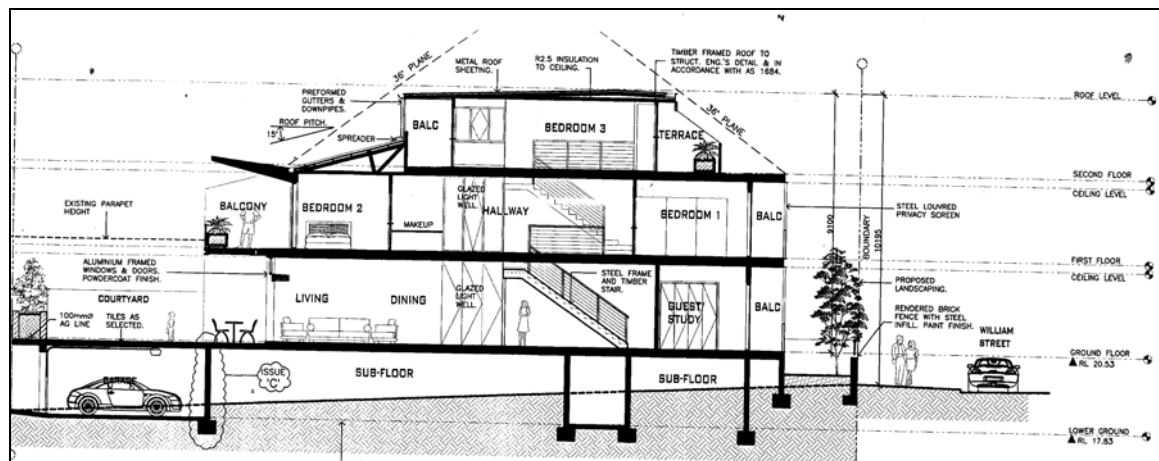 METAL ROOF
SHEETING.
R2.5 INSULATION
TO CEILING.
TIMBER FRAMED ROOF TO
STRUCT. ENG.'S DETAIL & IN
ACCORDANCE WITH AS 1684.
36° PLANE
36° PLANE
ROOF LEVEL
PREFORMED
GUTTERS &
DOWNPIPES.
ROOF PITCH.
15°
SPREADER
BALC
BEDROOM 3
TERRACE
SECOND FLOOR
CEILING LEVEL
EXISTING PARAPET
HEIGHT
BALCONY
BEDROOM 2
MAKEUP
GLAZED
LIGHT
WELL.
HALLWAY
BEDROOM 1
BALC
STEEL LOUVRED
PRIVACY SCREEN
9100
BOUNDARY
10195
FIRST FLOOR
CEILING LEVEL
ALUMINIUM FRAMED
WINDOWS & DOORS.
POWDERCOAT FINISH.
COURTYARD
100mmø
AG LINE
TILES AS
SELECTED.
LIVING
DINING
GLAZED
LIGHT
WELL.
STEEL FRAME
AND TIMBER
STAIR.
GUEST
STUDY
BALC
PROPOSED
LANDSCAPING.
RENDERED BRICK
FENCE WITH STEEL
INFILL. PAINT FINISH.
WILLIAM
STREET
GROUND FLOOR
RL 20.53
GARAGE
ISSUE
'C'
SUB-FLOOR
SUB-FLOOR
LOWER GROUND
RL 17.83